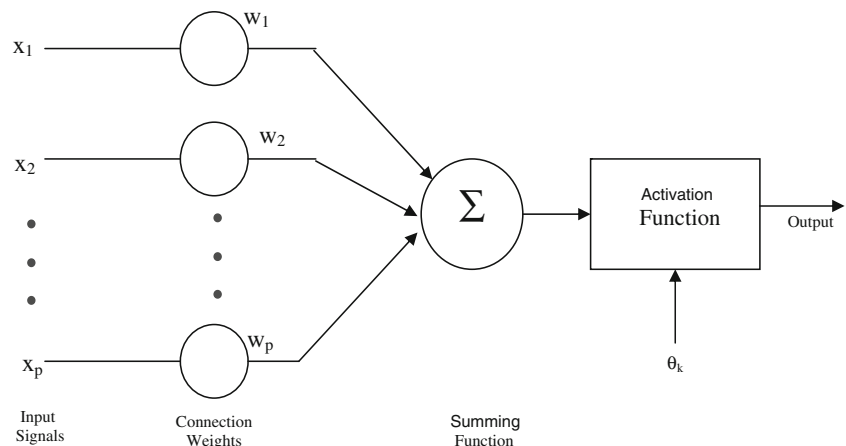 w₁
x₁
w₂
x₂
Σ
Activation
Function
Output
wₚ
xₚ
θₖ
Input
Signals
Connection
Weights
Summing
Function